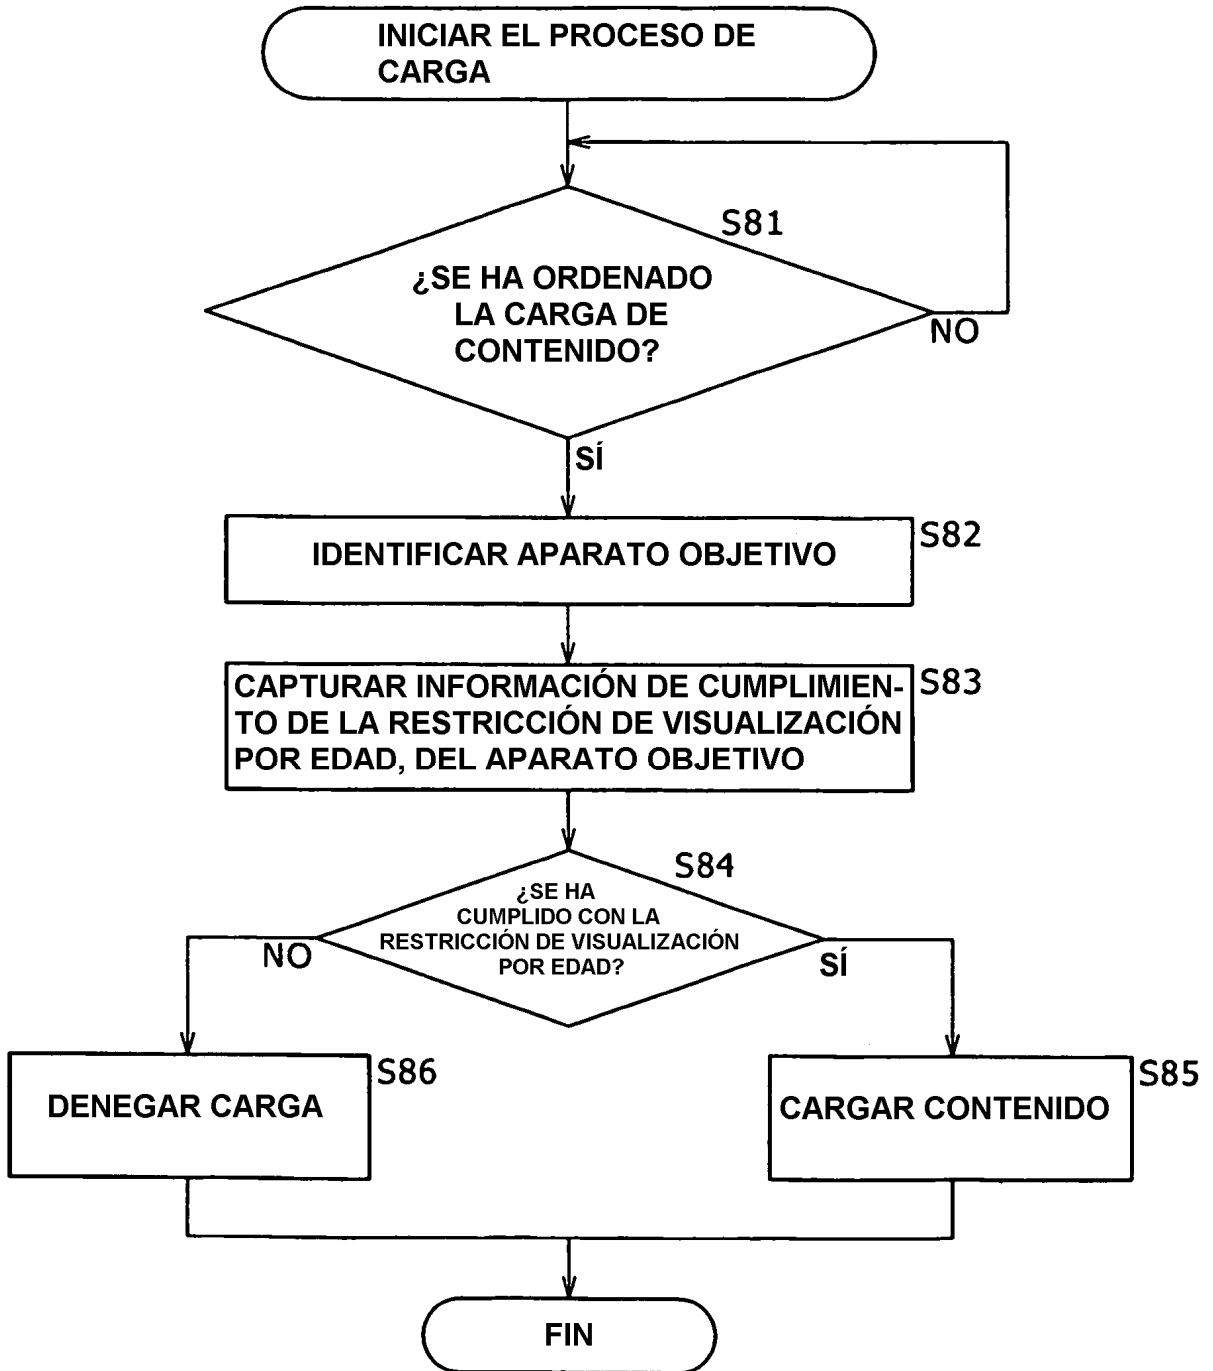 INICIAR EL PROCESO DE
CARGA
S81
¿SE HA ORDENADO
LA CARGA DE
CONTENIDO?
NO
SÍ
IDENTIFICAR APARATO OBJETIVO
S82
CAPTURAR INFORMACIÓN DE CUMPLIMIEN-
TO DE LA RESTRICCIÓN DE VISUALIZACIÓN
POR EDAD, DEL APARATO OBJETIVO
S83
S84
¿SE HA
CUMPLIDO CON LA
RESTRICCIÓN DE VISUALIZACIÓN
POR EDAD?
NO
SÍ
DENEGAR CARGA
S86
CARGAR CONTENIDO
S85
FIN